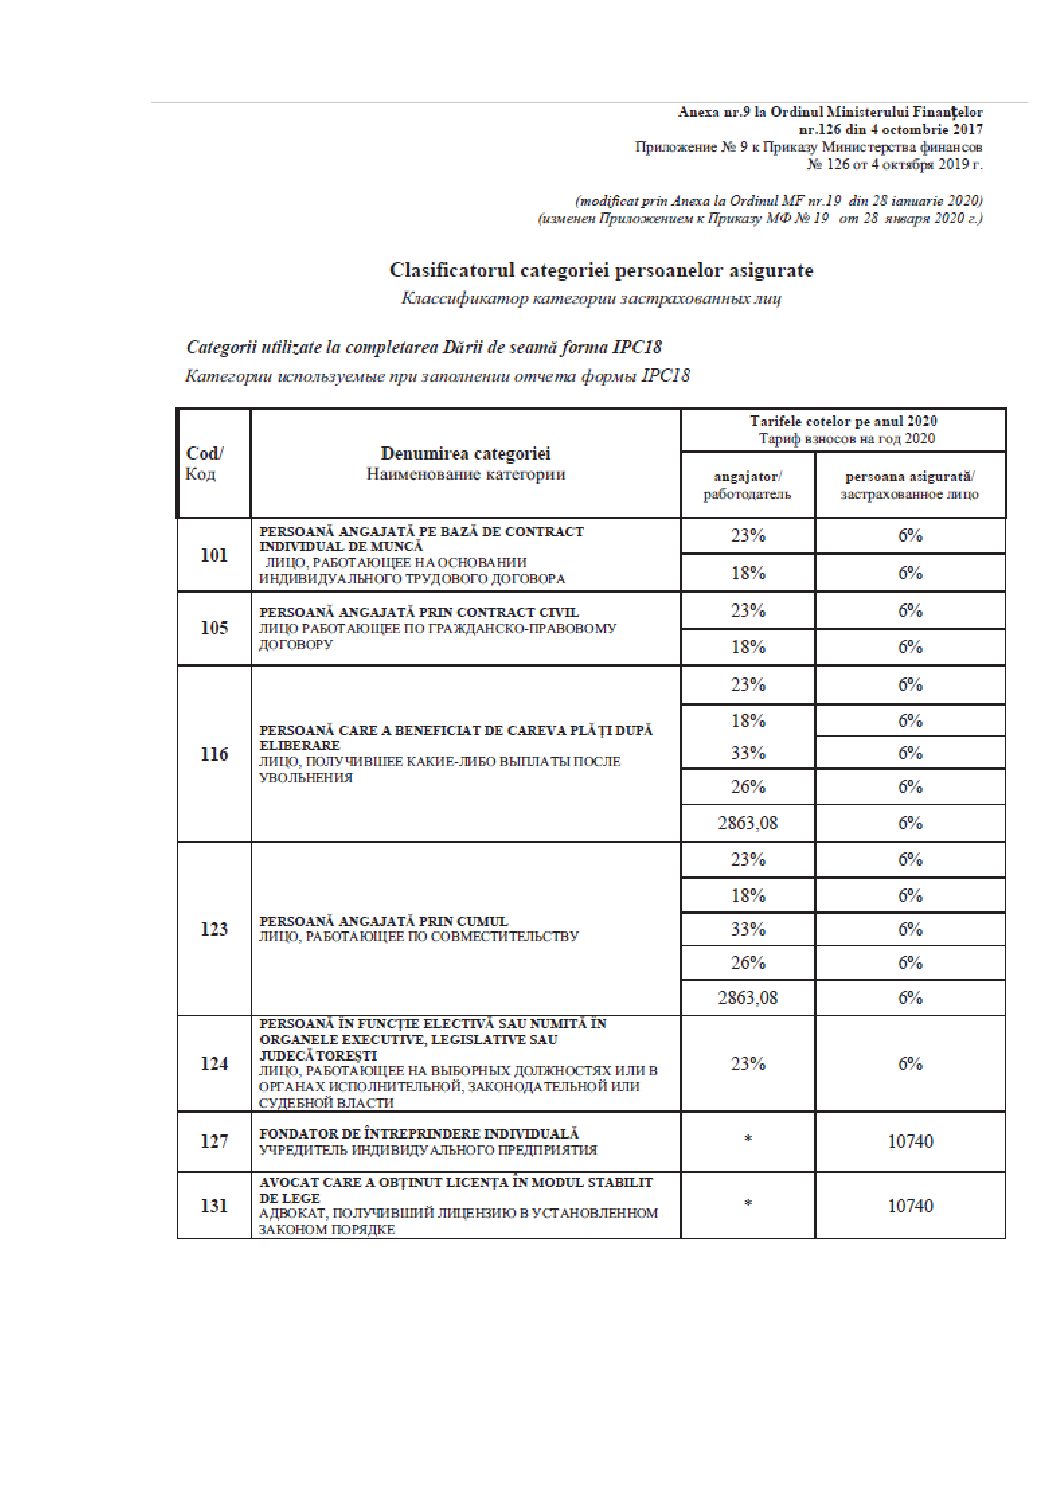 Anexa nr.9 la Ordinul Ministerului Finanțelor
nr.126 din 4 octombrie 2017
Приложение № 9 к Приказу Министерства финансов
№ 126 от 4 октября 2019 г.
(modificat prin Anexa la Ordinul MF nr.19 din 28 ianuarie 2020)
(изменен Приложением к Приказу МФ № 19 от 28 января 2020 г.)
Clasificatorul categoriei persoanelor asigurate
Классификатор категории застрахованных лиц
Categorii utilizate la completarea Dării de seamă forma IPC18
Категории используемые при заполнении отчета формы IPC18
Cod/
Код
Denumirea categoriei
Наименование категории
Tarifele cotelor pe anul 2020
Тариф взносов на год 2020
angajator/
работодатель
persoana asigurată/
застрахованное лицо
101
PERSOANĂ ANGAJATĂ PE BAZĂ DE CONTRACT
INDIVIDUAL DE MUNCĂ
ЛИЦО, РАБОТАЮЩЕЕ НА ОСНОВАНИИ
ИНДИВИДУАЛЬНОГО ТРУДОВОГО ДОГОВОРА
23% 6%
18% 6%
105
PERSOANĂ ANGAJATĂ PRIN CONTRACT CIVIL
ЛИЦО РАБОТАЮЩЕЕ ПО ГРАЖДАНСКО-ПРАВОВОМУ
ДОГОВОРУ
23% 6%
18% 6%
116
PERSOANĂ CARE A BENEFICIAT DE CAREVA PLĂȚI DUPĂ
ELIBERARE
ЛИЦО, ПОЛУЧИВШЕЕ КАКИЕ-ЛИБО ВЫПЛАТЫ ПОСЛЕ
УВОЛЬНЕНИЯ
23% 6%
18% 6%
33% 6%
26% 6%
2863,08 6%
123
PERSOANĂ ANGAJATĂ PRIN CUMUL
ЛИЦО, РАБОТАЮЩЕЕ ПО СОВМЕСТИТЕЛЬСТВУ
23% 6%
18% 6%
33% 6%
26% 6%
2863,08 6%
124
PERSOANĂ ÎN FUNCȚIE ELECTIVĂ SAU NUMITĂ ÎN
ORGANELE EXECUTIVE, LEGISLATIVE SAU
JUDECĂTOREȘTI
ЛИЦО, РАБОТАЮЩЕЕ НА ВЫБОРНЫХ ДОЛЖНОСТЯХ ИЛИ В
ОРГАНАХ ИСПОЛНИТЕЛЬНОЙ, ЗАКОНОДАТЕЛЬНОЙ ИЛИ
СУДЕБНОЙ ВЛАСТИ
23% 6%
127
FONDATOR DE ÎNTREPRINDERE INDIVIDUALĂ
УЧРЕДИТЕЛЬ ИНДИВИДУАЛЬНОГО ПРЕДПРИЯТИЯ
* 10740
131
AVOCAT CARE A OBȚINUT LICENȚA ÎN MODUL STABILIT
DE LEGE
АДВОКАТ, ПОЛУЧИВШИЙ ЛИЦЕНЗИЮ В УСТАНОВЛЕННОМ
ЗАКОНОМ ПОРЯДКЕ
* 10740